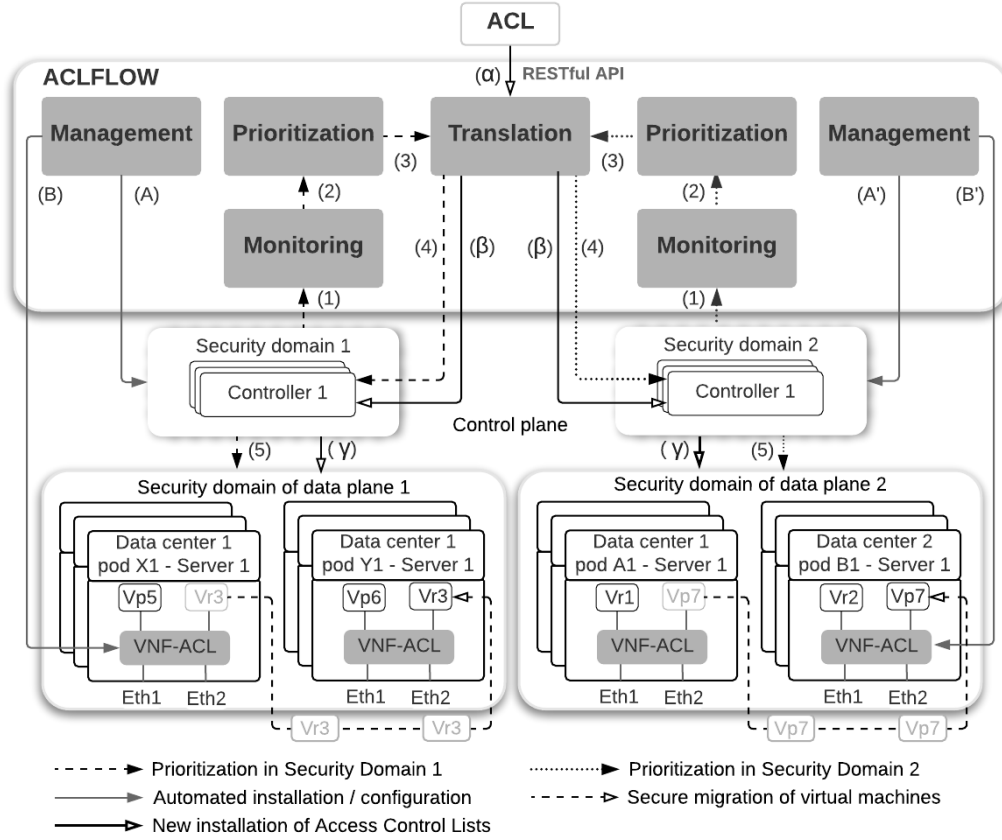 ACL
(α) RESTful API
ACLFLOW
Management Prioritization Translation Prioritization Management
(3) (3)
(B) (A) (2) (2) (A') (B')
Monitoring Monitoring
(4) (β) (β) (4)
(1) (1)
Security domain 1 Security domain 2
Controller 1 Controller 1
Control plane
(5) (γ) (γ) (5)
Security domain of data plane 1 Security domain of data plane 2
Data center 1 Data center 1 Data center 1 Data center 2
pod X1 - Server 1 pod Y1 - Server 1 pod A1 - Server 1 pod B1 - Server 1
Vp5 Vr3 Vp6 Vr3 Vr1 Vp7 Vr2 Vp7
VNF-ACL VNF-ACL VNF-ACL VNF-ACL
Eth1 Eth2 Eth1 Eth2 Eth1 Eth2 Eth1 Eth2
Vr3 Vr3 Vp7 Vp7
Prioritization in Security Domain 1 Prioritization in Security Domain 2
Automated installation / configuration Secure migration of virtual machines
New installation of Access Control Lists